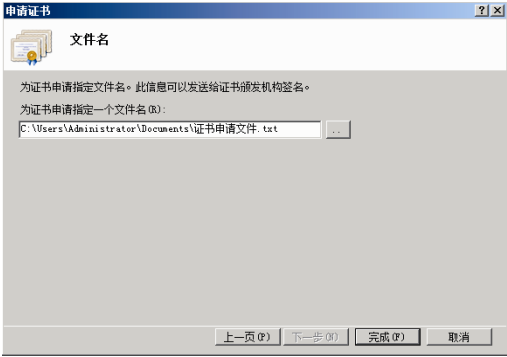 申请证书
文件名
为证书申请指定文件名。此信息可以发送给证书颁发机构签名。
为证书申请指定一个文件名(R):
C:\Users\Administrator\Documents\证书申请文件.txt
..
上一页(P) 下一步(N) 完成(F) 取消